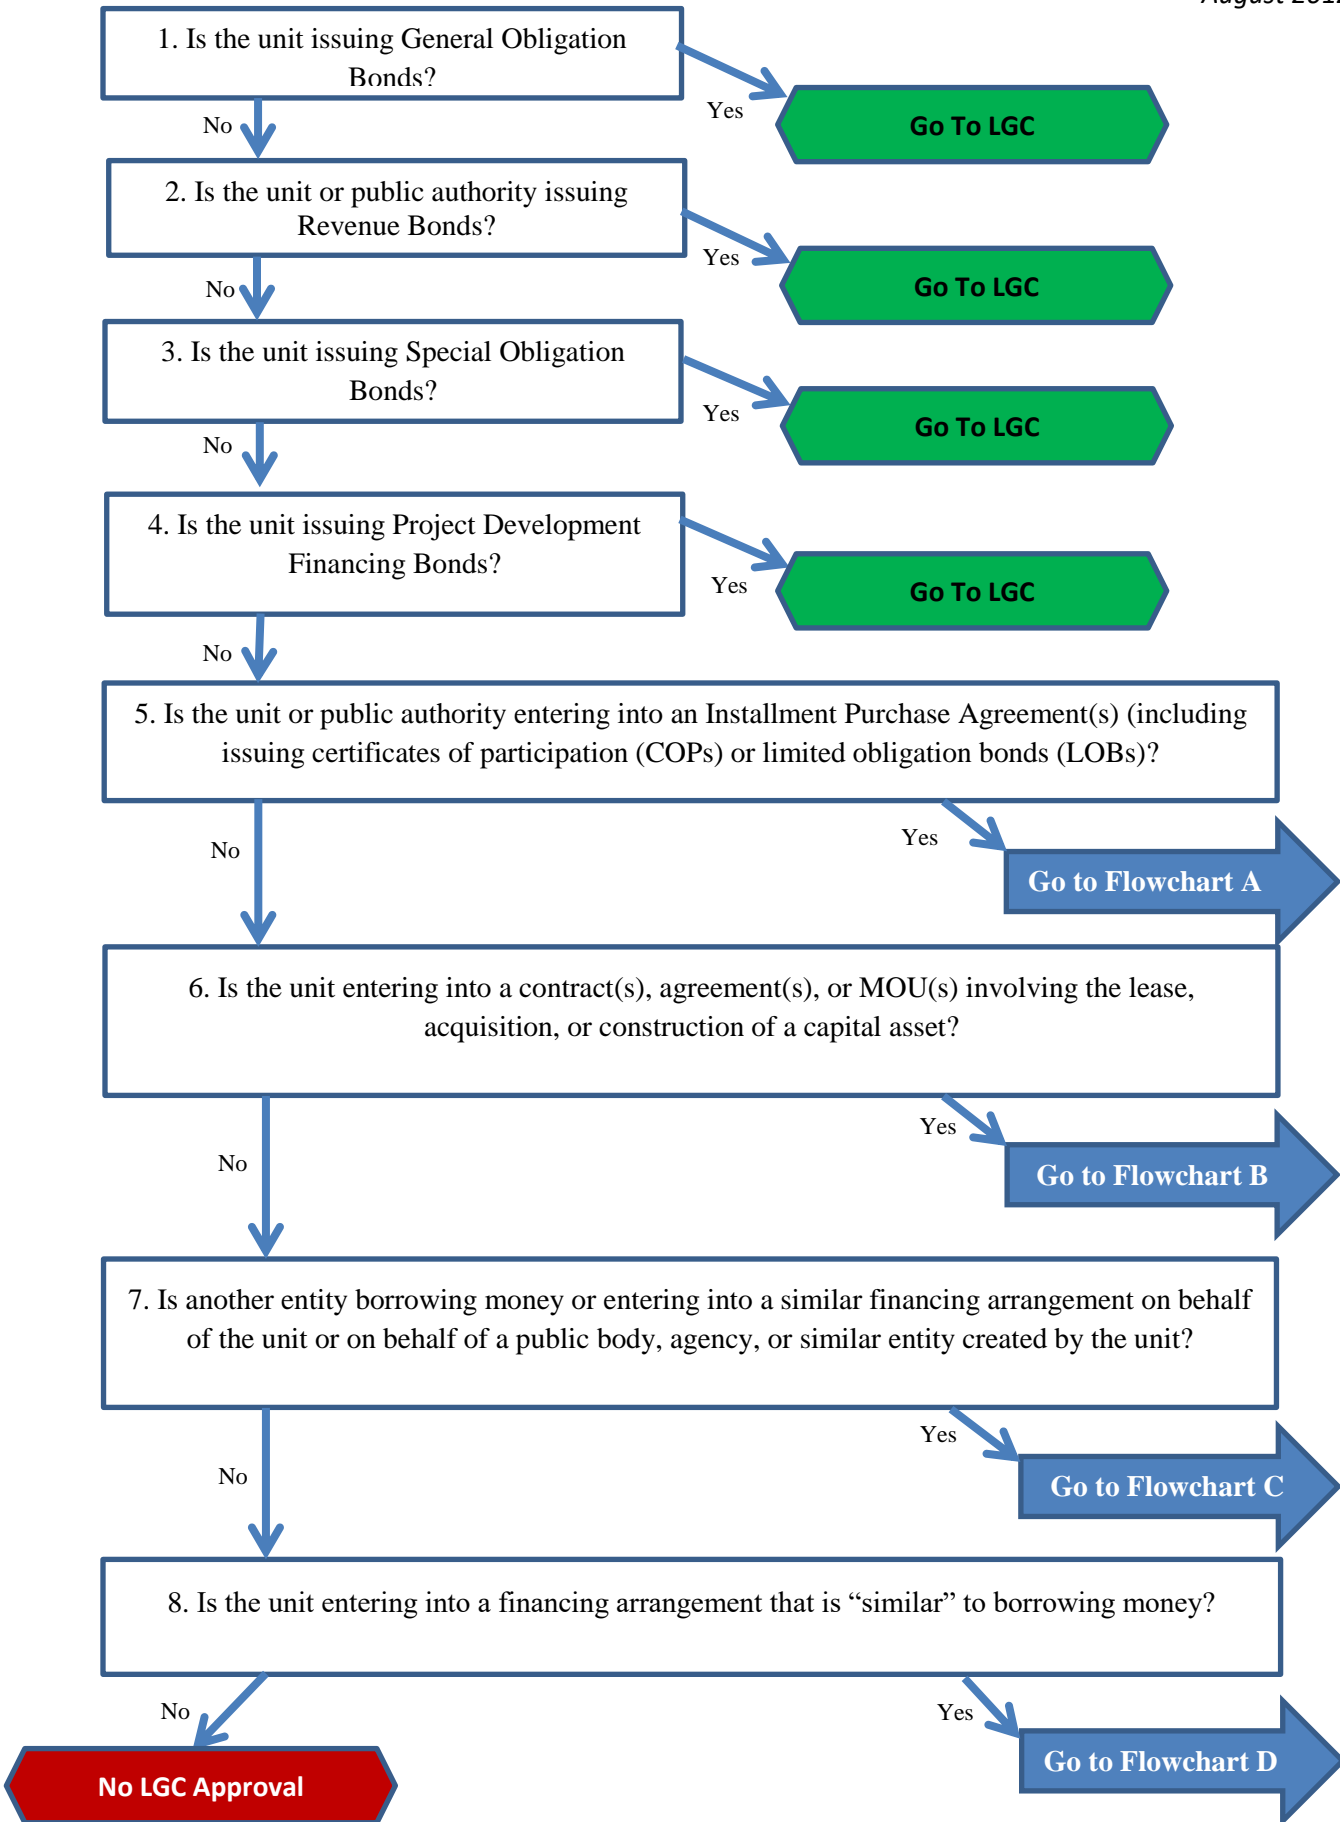 August 2012
1. Is the unit issuing General Obligation
Bonds?
Yes
No
Go To LGC
2. Is the unit or public authority issuing
Revenue Bonds?
Yes
No
Go To LGC
3. Is the unit issuing Special Obligation
Bonds?
Yes
No
Go To LGC
4. Is the unit issuing Project Development
Financing Bonds?
Yes
No
Go To LGC
5. Is the unit or public authority entering into an Installment Purchase Agreement(s) (including
issuing certificates of participation (COPs) or limited obligation bonds (LOBs)?
Yes
No
Go to Flowchart A
6. Is the unit entering into a contract(s), agreement(s), or MOU(s) involving the lease,
acquisition, or construction of a capital asset?
Yes
No
Go to Flowchart B
7. Is another entity borrowing money or entering into a similar financing arrangement on behalf
of the unit or on behalf of a public body, agency, or similar entity created by the unit?
Yes
No
Go to Flowchart C
8. Is the unit entering into a financing arrangement that is “similar” to borrowing money?
No
Yes
Go to Flowchart D
No LGC Approval